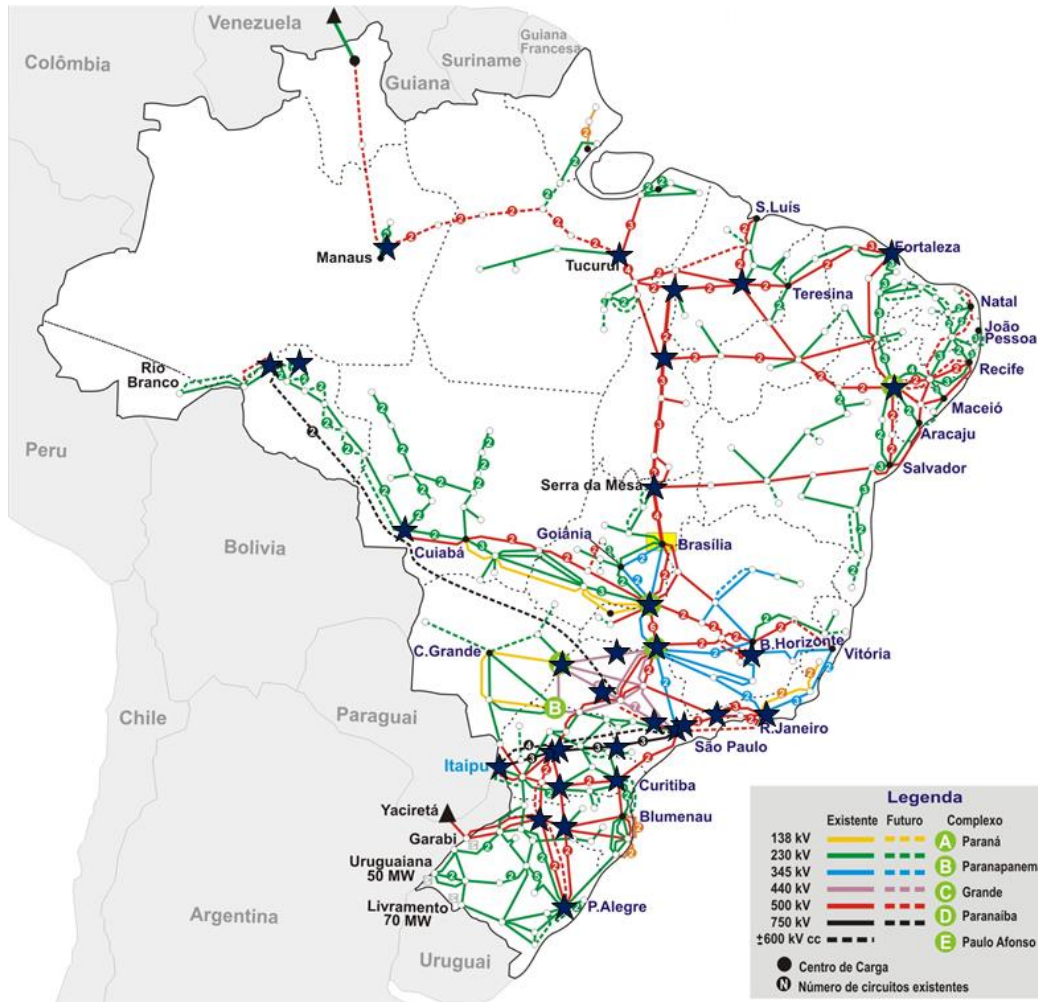 Venezuela
Guiana
Francesa
Suriname
Colômbia
Guiana
S.Luís
Manaus
Tucuruí
Fortaleza
Teresina
Natal
João
Pessoa
Rio
Branco
Recife
Maceió
Peru
Aracaju
Salvador
Serra da Mesa
Goiânia
Brasília
Cuiabá
Bolivia
C.Grande
B.Horizonte
Vitória
Chile
Paraguai
B
R.Janeiro
São Paulo
Itaipu
Curitiba
Yaciretá
Blumenau
Garabi
Uruguaiana
50 MW
Livramento
70 MW
P.Alegre
Argentina
Uruguai
Legenda
Existente Futuro Complexo
138 kV A Paraná
230 kV B Paranapanem
345 kV
440 kV C Grande
500 kV D Paranaíba
750 kV
±600 kV cc E Paulo Afonso
Centro de Carga
N Número de circuitos existentes